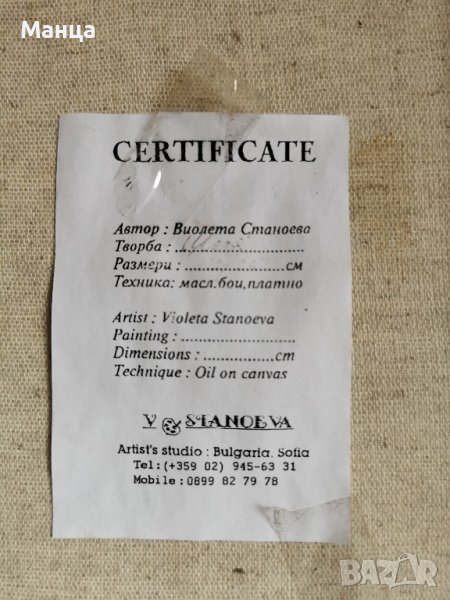 Манца
CERTIFICATE
Автор : Виолета Станоева
Творба : ..............................
Размери : ......................см
Техника: масл.бои,платно
Artist : Violeta Stanoeva
Painting : ..............................
Dimensions : ................cm
Technique : Oil on canvas
V STANOEVA
Artist's studio : Bulgaria, Sofia
Tel:(+359 02) 945-63 31
Mobile : 0899 82 79 78
BAZAR